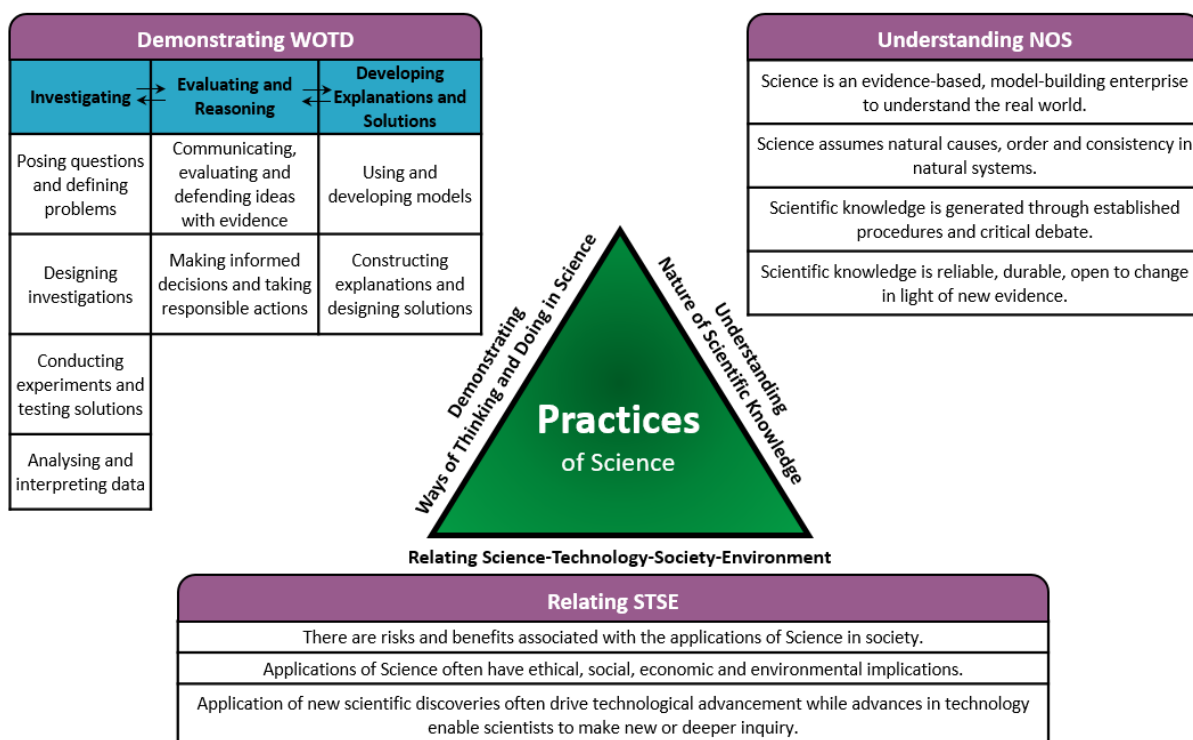 Demonstrating WOTD
Investigating
Evaluating and
Reasoning
Developing
Explanations and
Solutions
Posing questions
and defining
problems
Communicating,
evaluating and
defending ideas
with evidence
Using and
developing models
Designing
investigations
Making informed
decisions and taking
responsible actions
Constructing
explanations and
designing solutions
Conducting
experiments and
testing solutions
Analysing and
interpreting data
Understanding NOS
Science is an evidence-based, model-building enterprise
to understand the real world.
Science assumes natural causes, order and consistency in
natural systems.
Scientific knowledge is generated through established
procedures and critical debate.
Scientific knowledge is reliable, durable, open to change
in light of new evidence.
Demonstrating
Ways of Thinking and Doing in Science
Understanding
Nature of Scientific Knowledge
Practices
of Science
Relating Science-Technology-Society-Environment
Relating STSE
There are risks and benefits associated with the applications of Science in society.
Applications of Science often have ethical, social, economic and environmental implications.
Application of new scientific discoveries often drive technological advancement while advances in technology
enable scientists to make new or deeper inquiry.